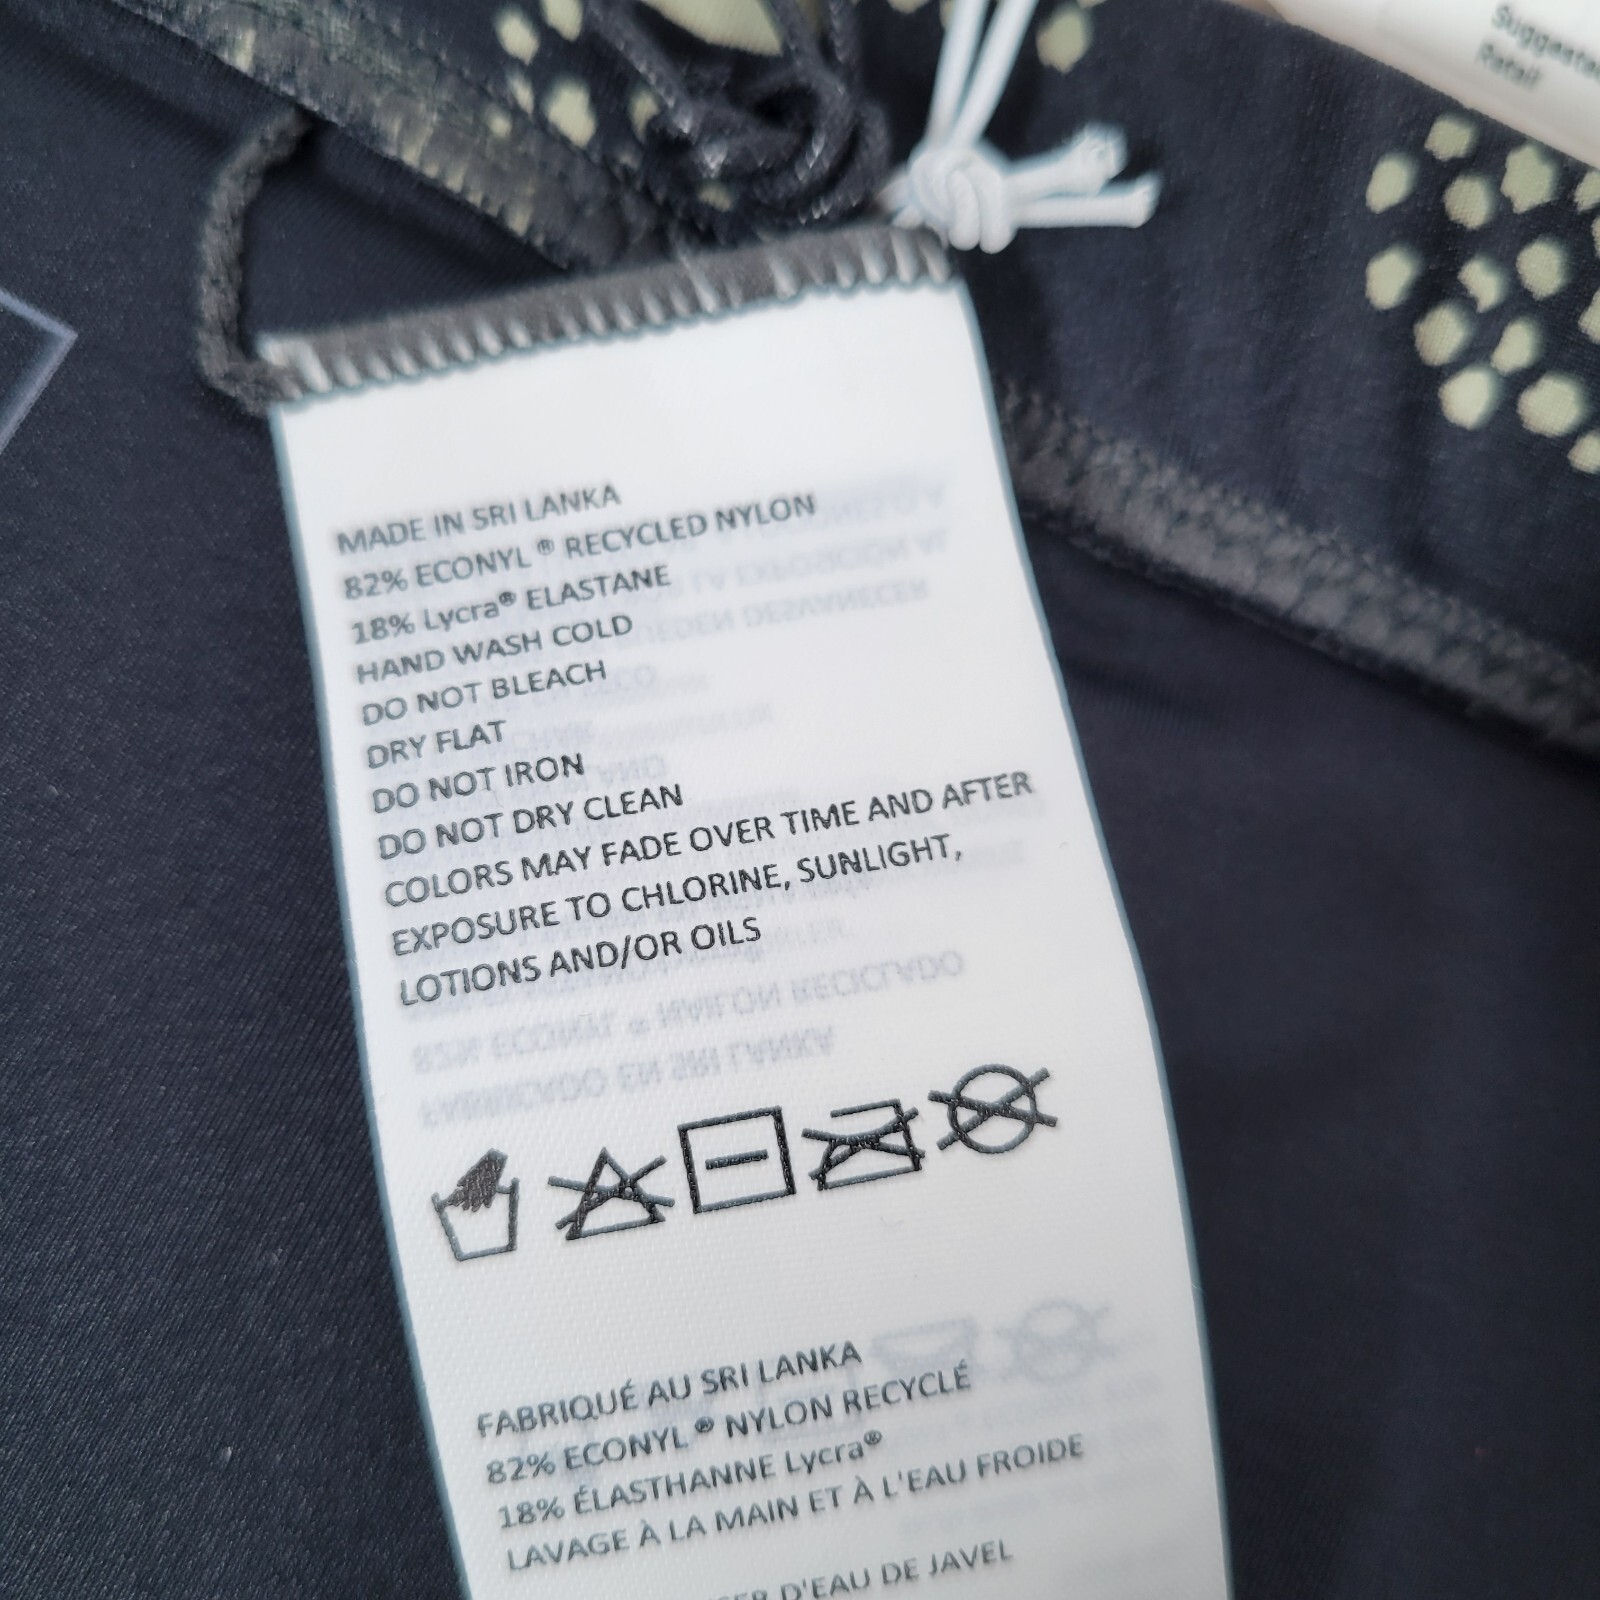 Suggested
Retail
MADE IN SRI LANKA
82% ECONYL ® RECYCLED NYLON
18% Lycra® ELASTANE
HAND WASH COLD
DO NOT BLEACH
DRY FLAT
DO NOT IRON
DO NOT DRY CLEAN
COLORS MAY FADE OVER TIME AND AFTER
EXPOSURE TO CHLORINE, SUNLIGHT,
LOTIONS AND/OR OILS
FABRIQUÉ AU SRI LANKA
82% ECONYL ® NYLON RECYCLÉ
18% ÉLASTHANNE Lycra®
LAVAGE À LA MAIN ET À L'EAU FROIDE
D'EAU DE JAVEL